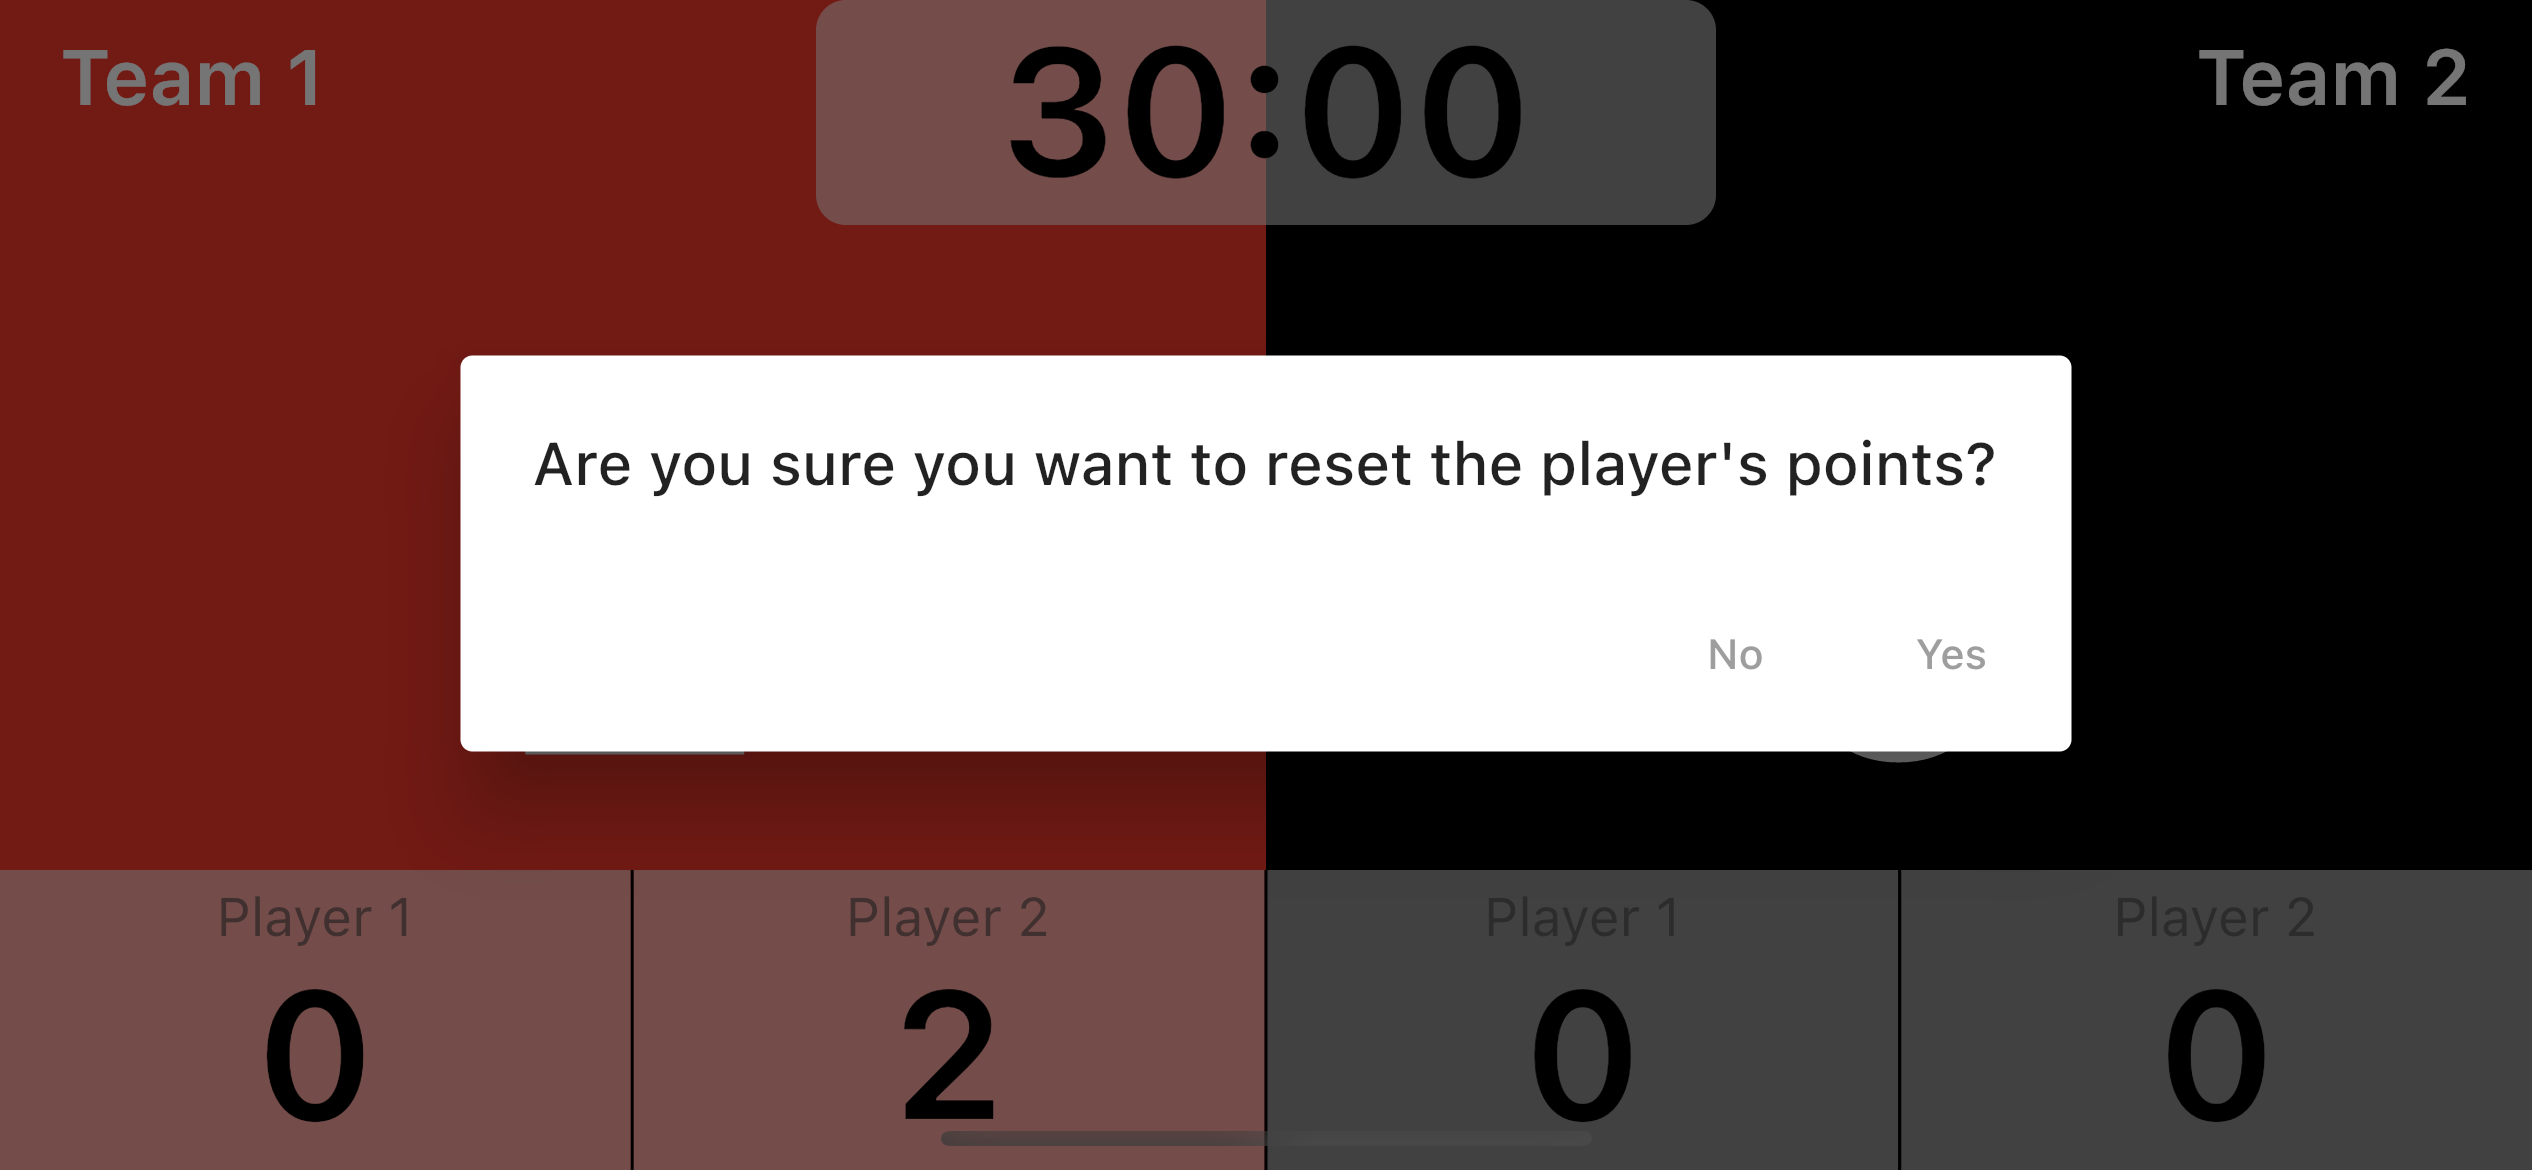 Team 1
30:00
Team 2
Are you sure you want to reset the player's points?
No
Yes
Player 1
Player 2
Player 1
Player 2
0
2
0
0